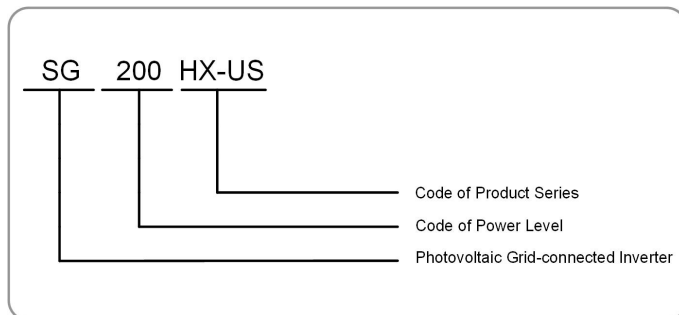 SG 200 HX-US
Code of Product Series
Code of Power Level
Photovoltaic Grid-connected Inverter